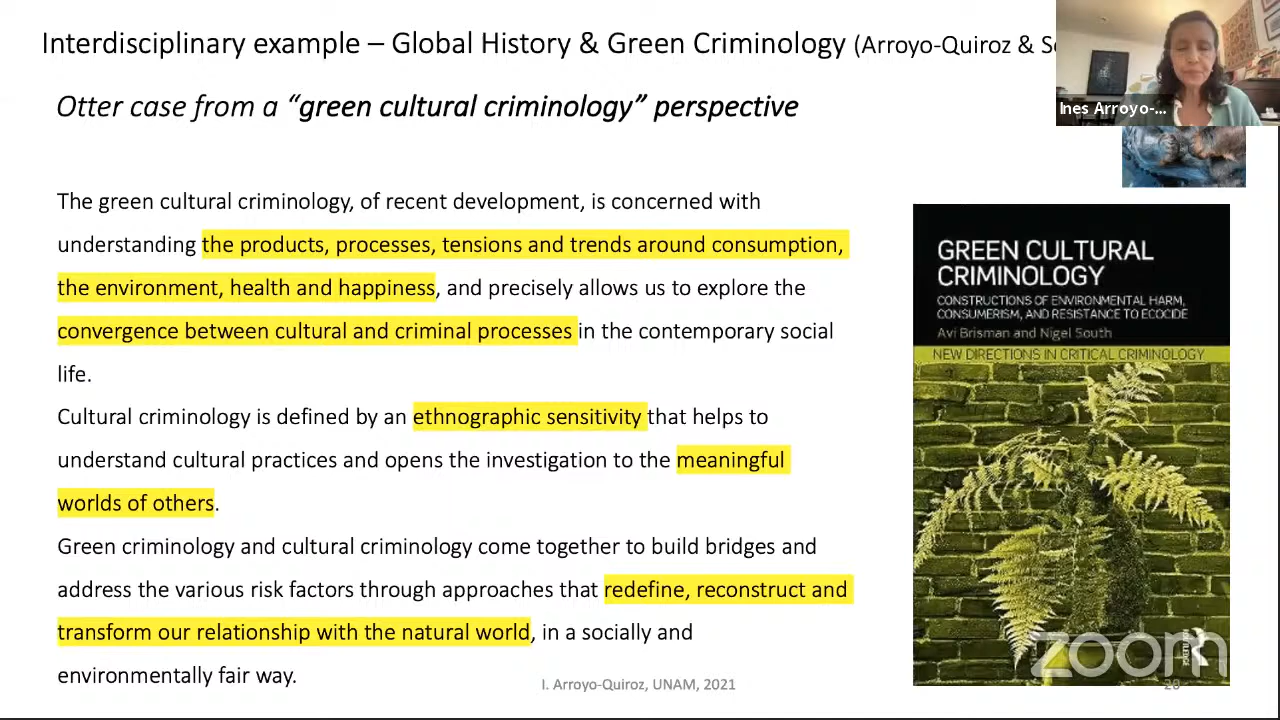 Interdisciplinary example – Global History & Green Criminology (Arroyo-Quiroz &
Otter case from a “green cultural criminology” perspective
Ines Arroyo-...
The green cultural criminology, of recent development, is concerned with
understanding the products, processes, tensions and trends around consumption,
the environment, health and happiness, and precisely allows us to explore the
convergence between cultural and criminal processes in the contemporary social
life.
Cultural criminology is defined by an ethnographic sensitivity that helps to
understand cultural practices and opens the investigation to the meaningful
worlds of others.
Green criminology and cultural criminology come together to build bridges and
address the various risk factors through approaches that redefine, reconstruct and
transform our relationship with the natural world, in a socially and
environmentally fair way.
GREEN CULTURAL
CRIMINOLOGY
CONSTRUCTIONS OF ENVIRONMENTAL HARM,
CONSUMERISM, AND RESISTANCE TO ECOCIDE
Avi Brisman and Nigel South
NEW DIRECTIONS IN CRITICAL CRIMINOLOGY
zoom
I. Arroyo-Quiroz, UNAM, 2021